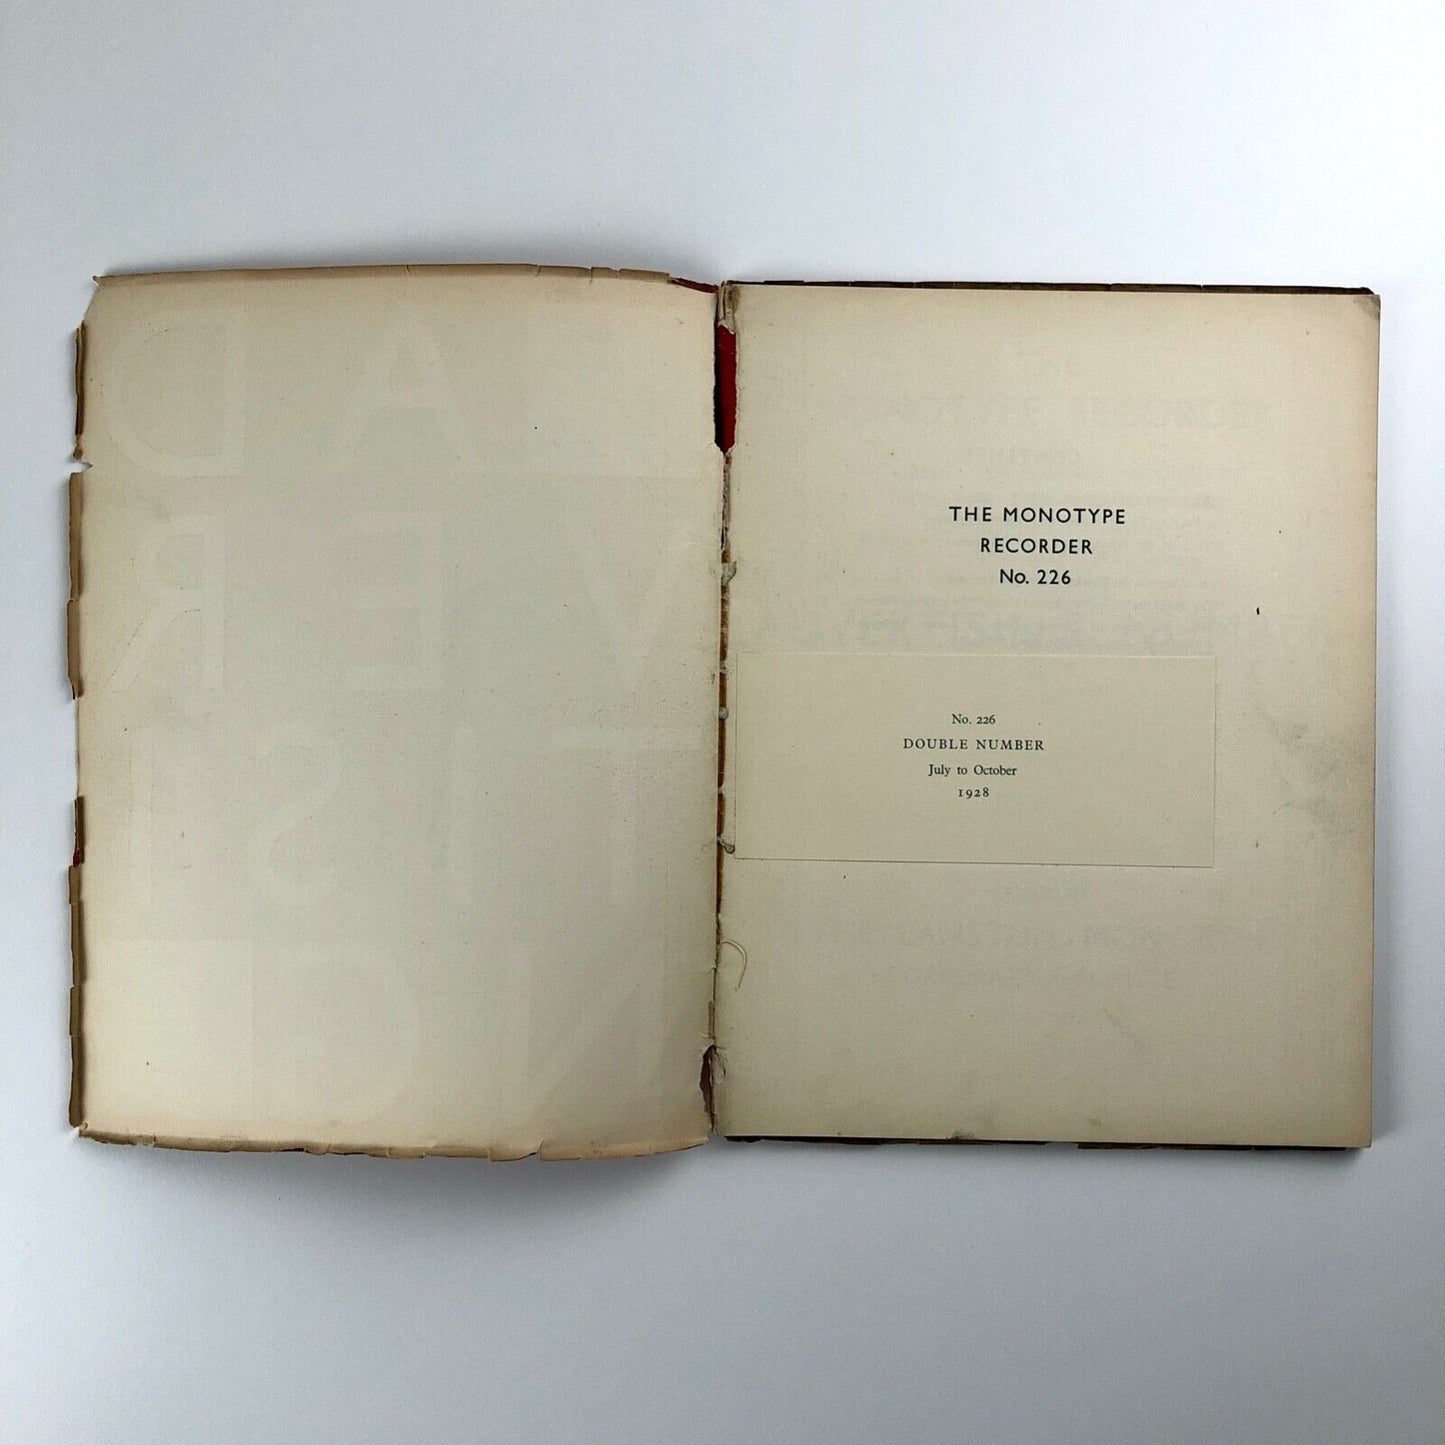 THE MONOTYPE
RECORDER
No. 226
No. 226
DOUBLE NUMBER
July to October
1928